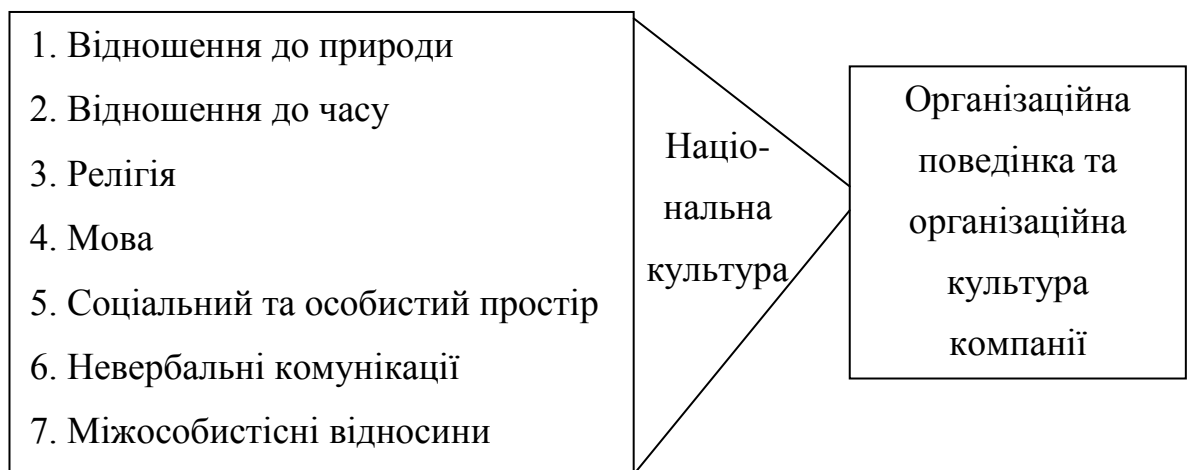 1. Відношення до природи
2. Відношення до часу
3. Релігія
4. Мова
5. Соціальний та особистий простір
6. Невербальні комунікації
7. Міжособистісні відносини
Націо-
нальна
культура
Організаційна
поведінка та
організаційна
культура
компанії